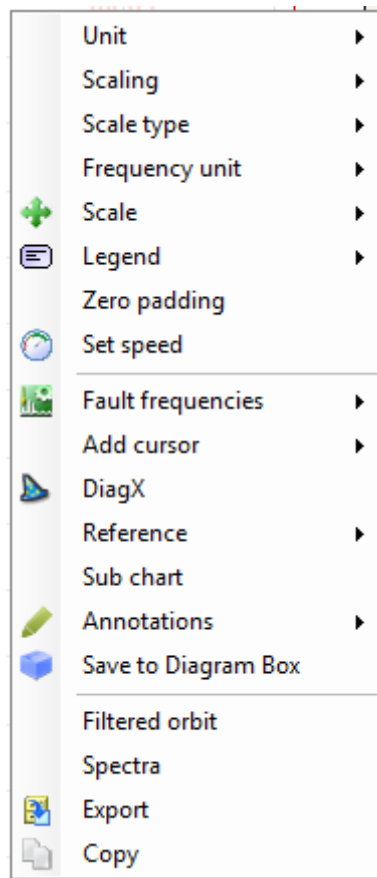 Unit
Scaling
Scale type
Frequency unit
Scale
Legend
Zero padding
Set speed
Fault frequencies
Add cursor
DiagX
Reference
Sub chart
Annotations
Save to Diagram Box
Filtered orbit
Spectra
Export
Copy